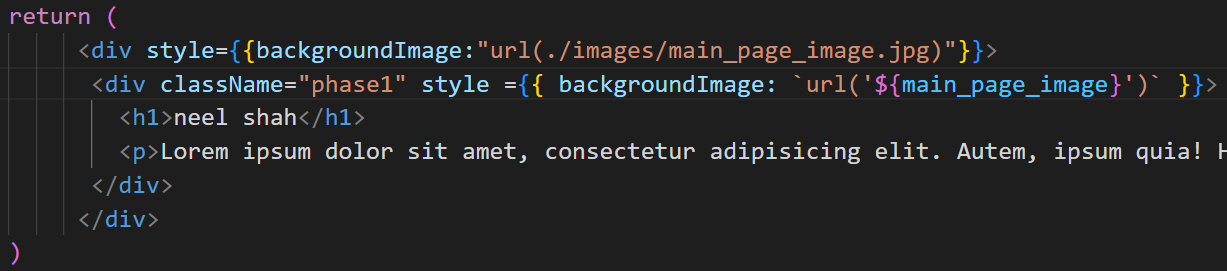 return (
<div style={{backgroundImage:"url(./images/main_page_image.jpg)"}}>
<div className="phase1" style ={{ backgroundImage: `url('${main_page_image}')` }}>
<h1>neel shah</h1>
<p>Lorem ipsum dolor sit amet, consectetur adipisicing elit. Autem, ipsum quia! H
</div>
</div>
)